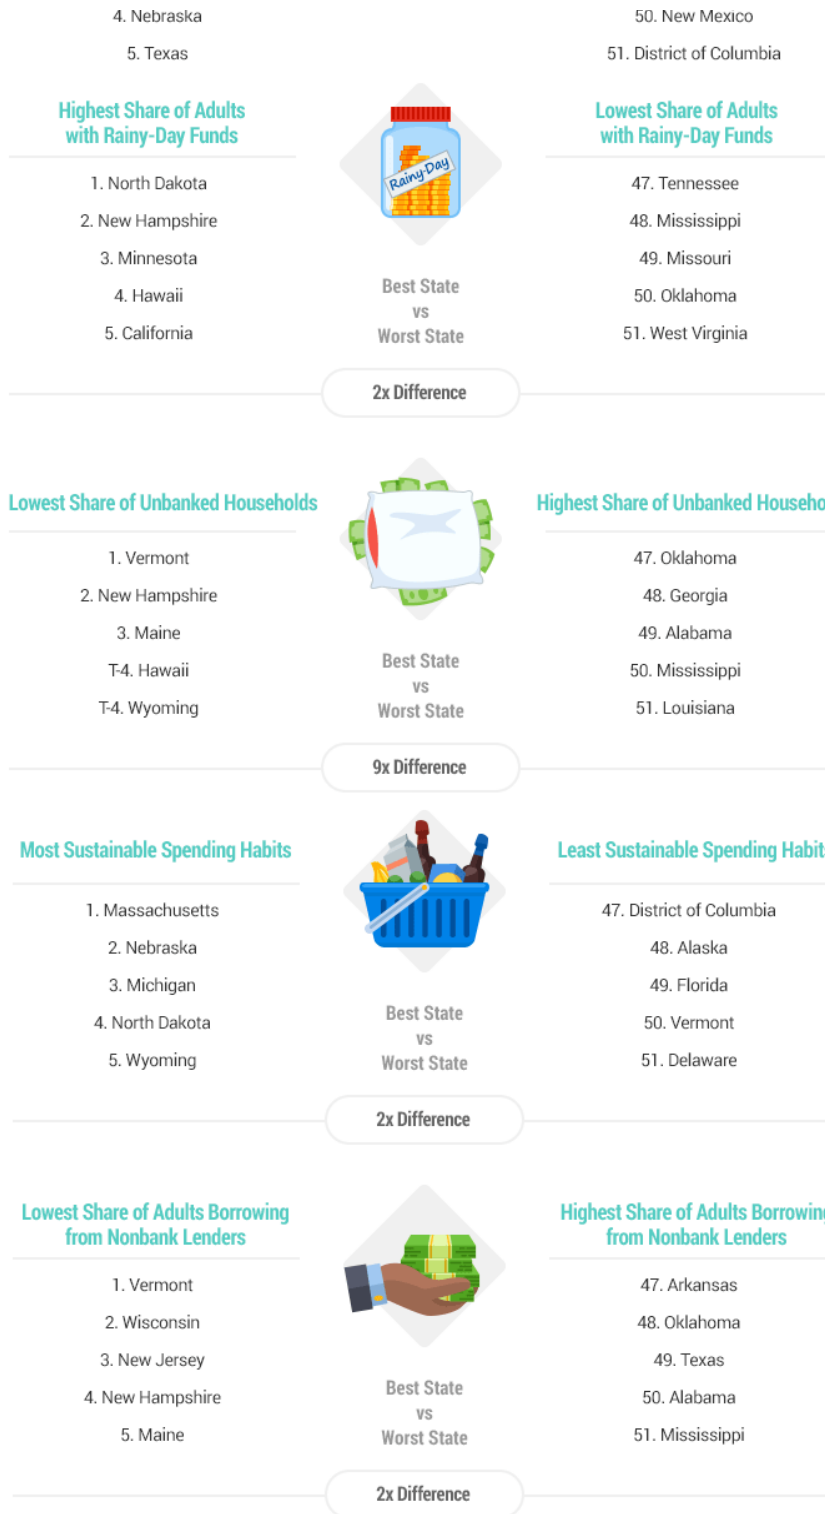 4. Nebraska
5. Texas
50. New Mexico
51. District of Columbia
Highest Share of Adults
with Rainy-Day Funds
1. North Dakota
2. New Hampshire
3. Minnesota
4. Hawaii
5. California
Rainy-Day
Best State
vs
Worst State
2x Difference
Lowest Share of Adults
with Rainy-Day Funds
47. Tennessee
48. Mississippi
49. Missouri
50. Oklahoma
51. West Virginia
Lowest Share of Unbanked Households
1. Vermont
2. New Hampshire
3. Maine
T-4. Hawaii
T-4. Wyoming
Best State
vs
Worst State
9x Difference
Highest Share of Unbanked Househo
47. Oklahoma
48. Georgia
49. Alabama
50. Mississippi
51. Louisiana
Most Sustainable Spending Habits
1. Massachusetts
2. Nebraska
3. Michigan
4. North Dakota
5. Wyoming
Best State
vs
Worst State
2x Difference
Least Sustainable Spending Habit
47. District of Columbia
48. Alaska
49. Florida
50. Vermont
51. Delaware
Lowest Share of Adults Borrowing
from Nonbank Lenders
1. Vermont
2. Wisconsin
3. New Jersey
4. New Hampshire
5. Maine
Best State
vs
Worst State
2x Difference
Highest Share of Adults Borrowing
from Nonbank Lenders
47. Arkansas
48. Oklahoma
49. Texas
50. Alabama
51. Mississippi